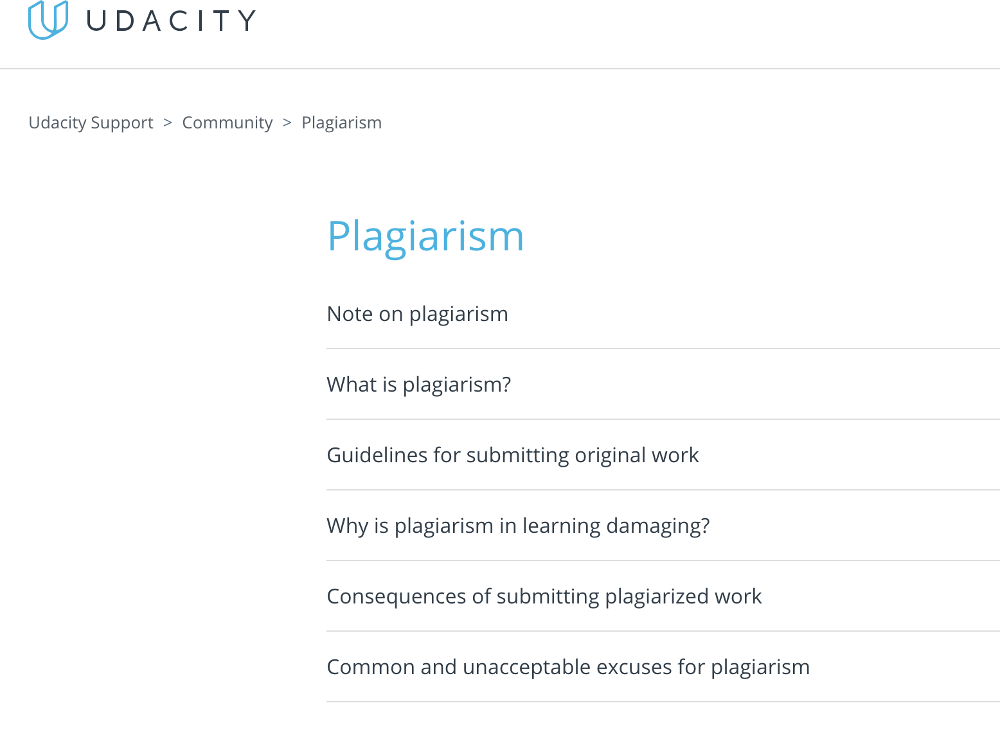 UDACITY
Udacity Support > Community > Plagiarism
Plagiarism
Note on plagiarism
What is plagiarism?
Guidelines for submitting original work
Why is plagiarism in learning damaging?
Consequences of submitting plagiarized work
Common and unacceptable excuses for plagiarism